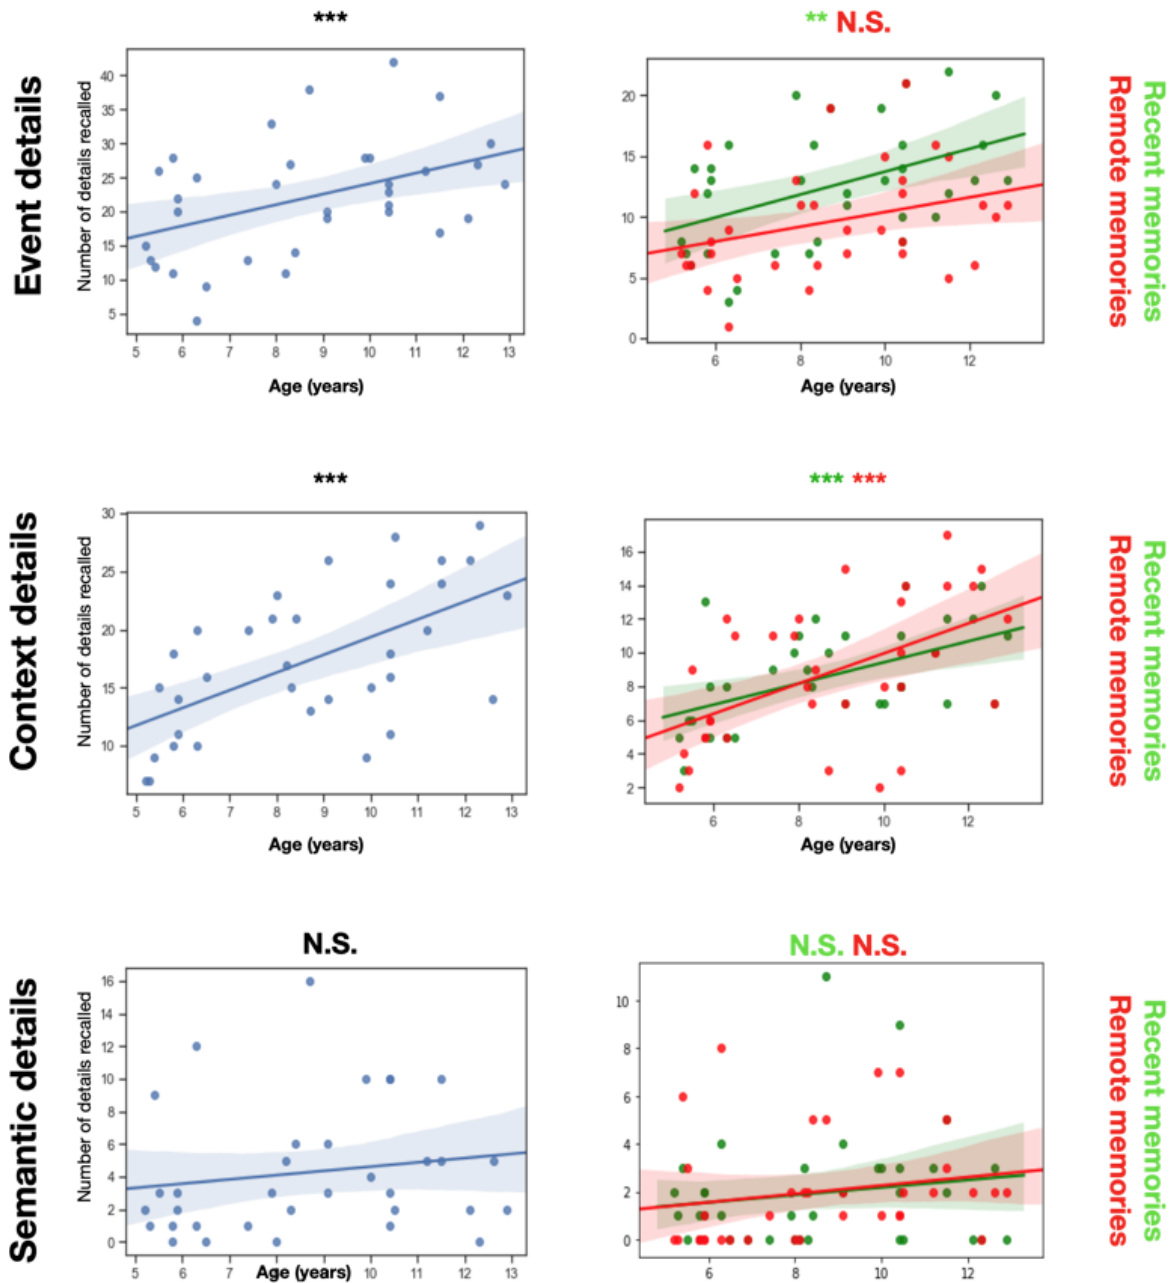 ***
** N.S.
Event details
Number of details recalled
40
35
30
25
20
15
10
5
5 6 7 8 9 10 11 12 13
Age (years)
20
15
10
5
0
6 8 10 12
Age (years)
Recent memories
Remote memories
***
*** ***
Context details
Number of details recalled
30
25
20
15
10
5 6 7 8 9 10 11 12 13
Age (years)
16
14
12
10
8
6
4
2
6 8 10 12
Age (years)
Recent memories
Remote memories
N.S.
N.S. N.S.
Semantic details
Number of details recalled
16
14
12
10
8
6
4
2
0
5 6 7 8 9 10 11 12 13
Age (years)
10
8
6
4
2
0
6 8 10 12
Recent memories
Remote memories